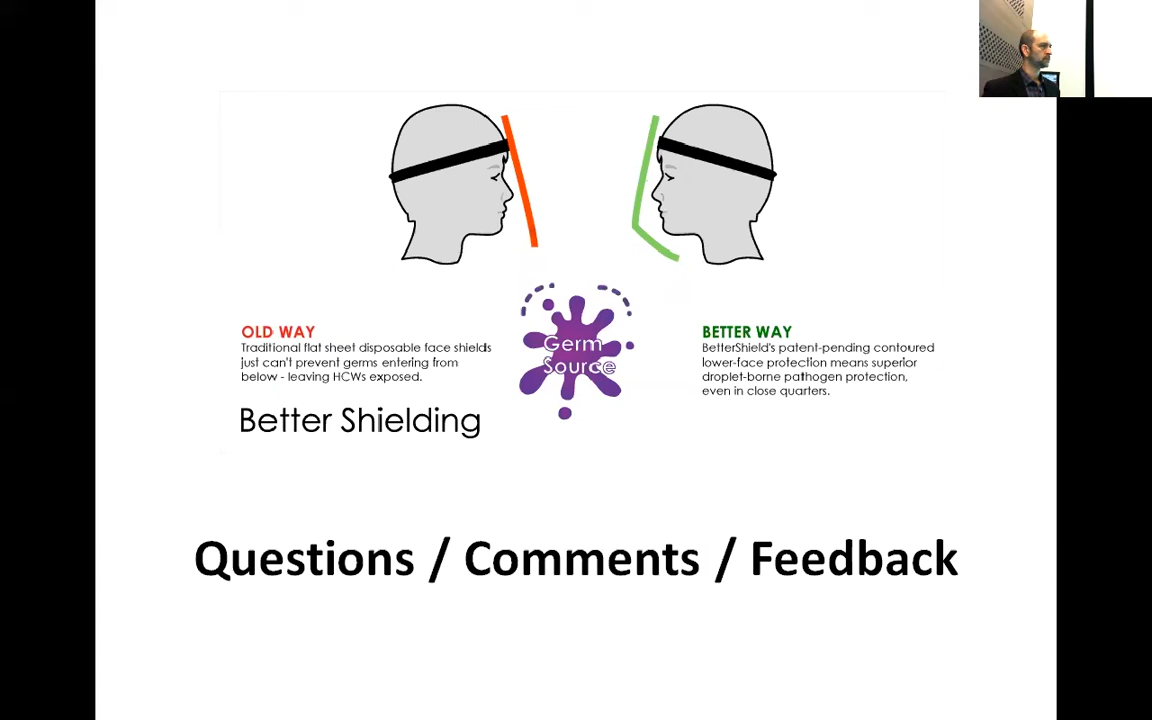 OLD WAY
Traditional flat sheet disposable face shields
just can't prevent germs entering from
below - leaving HCWs exposed.
Better Shielding
Germ
Source
BETTER WAY
BetterShield's patent-pending contoured
lower-face protection means superior
droplet-borne pathogen protection,
even in close quarters.
Questions / Comments / Feedback